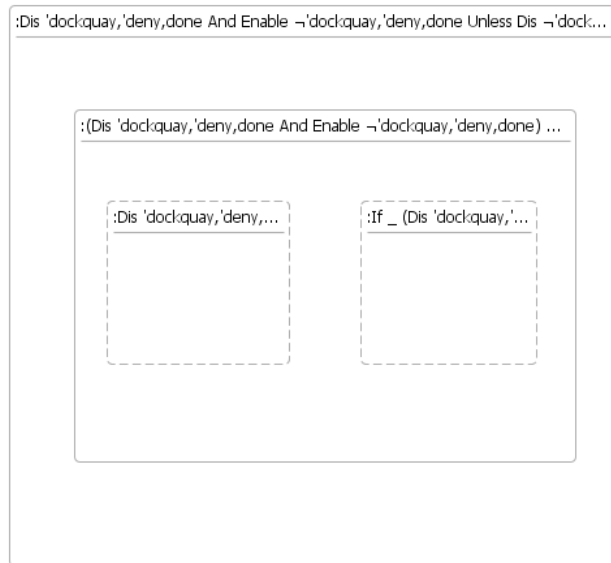 :Dis 'dockquay,'deny,done And Enable ¬'dockquay,'deny,done Unless Dis ¬'dock...
:(Dis 'dockquay,'deny,done And Enable ¬'dockquay,'deny,done) ...
:Dis 'dockquay,'deny,...
:If _ (Dis 'dockquay,'...